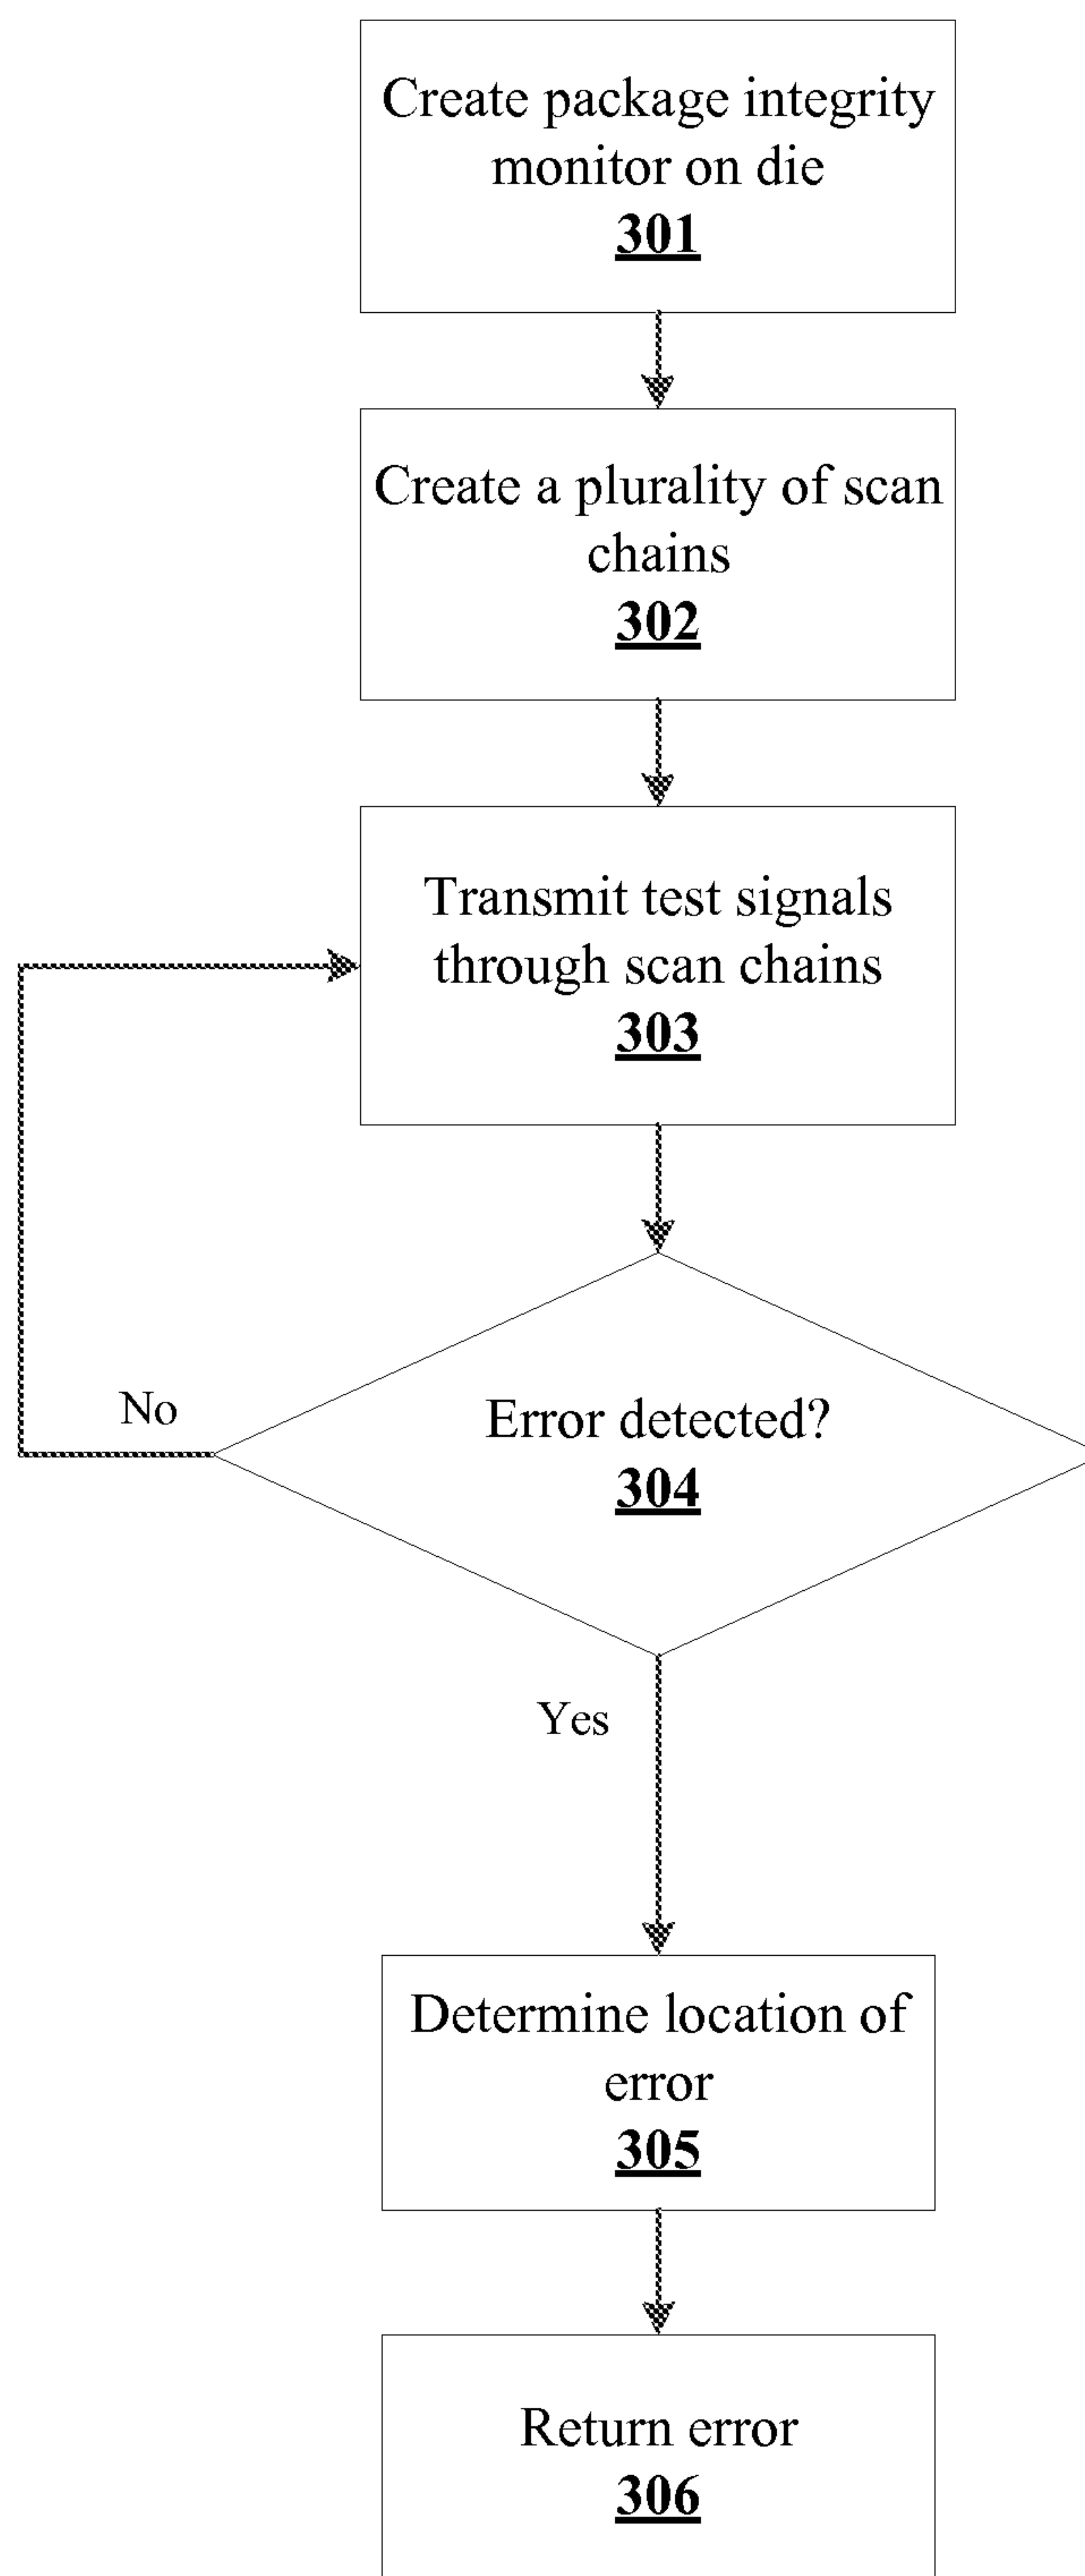 Create package integrity
monitor on die
301
Create a plurality of scan
chains
302
Transmit test signals
through scan chains
303
No
Error detected?
304
Yes
Determine location of
error
305
Return error
306